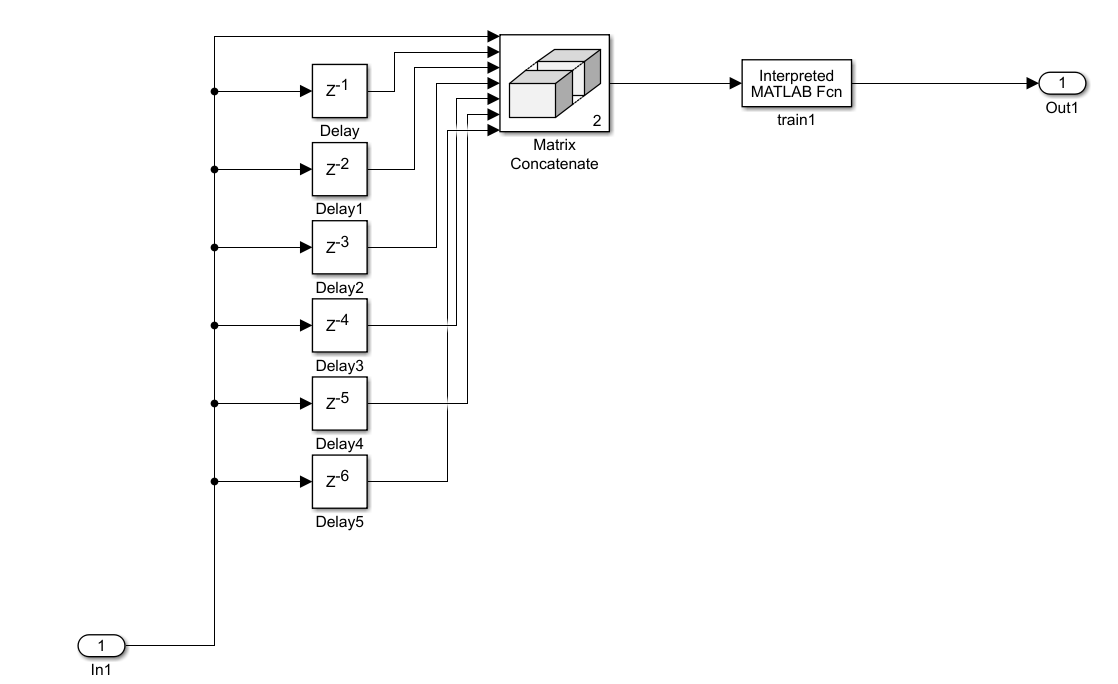 Z-1
Delay
Z-2
Delay1
Z-3
Delay2
Z-4
Delay3
Z-5
Delay4
Z-6
Delay5
1
In1
2
Matrix
Concatenate
Interpreted
MATLAB Fcn
train1
1
Out1